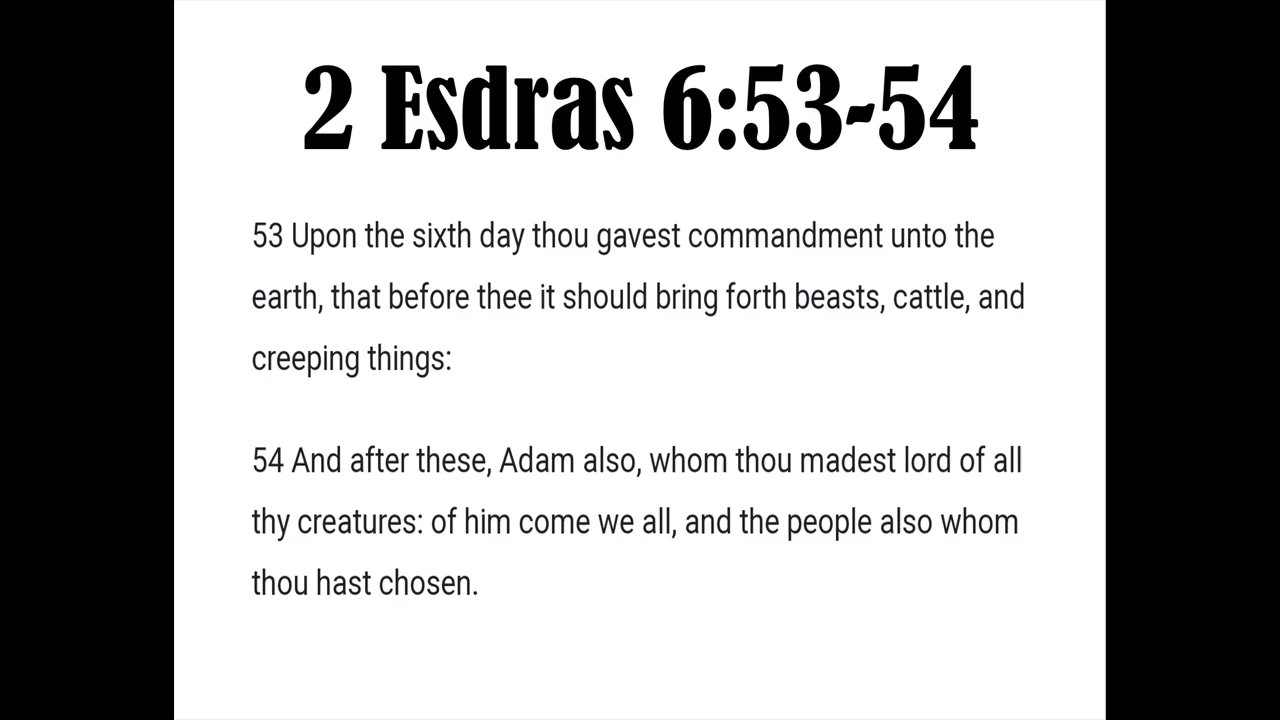 2 Esdras 6:53-54
53 Upon the sixth day thou gavest commandment unto the
earth, that before thee it should bring forth beasts, cattle, and
creeping things:
54 And after these, Adam also, whom thou madest lord of all
thy creatures: of him come we all, and the people also whom
thou hast chosen.